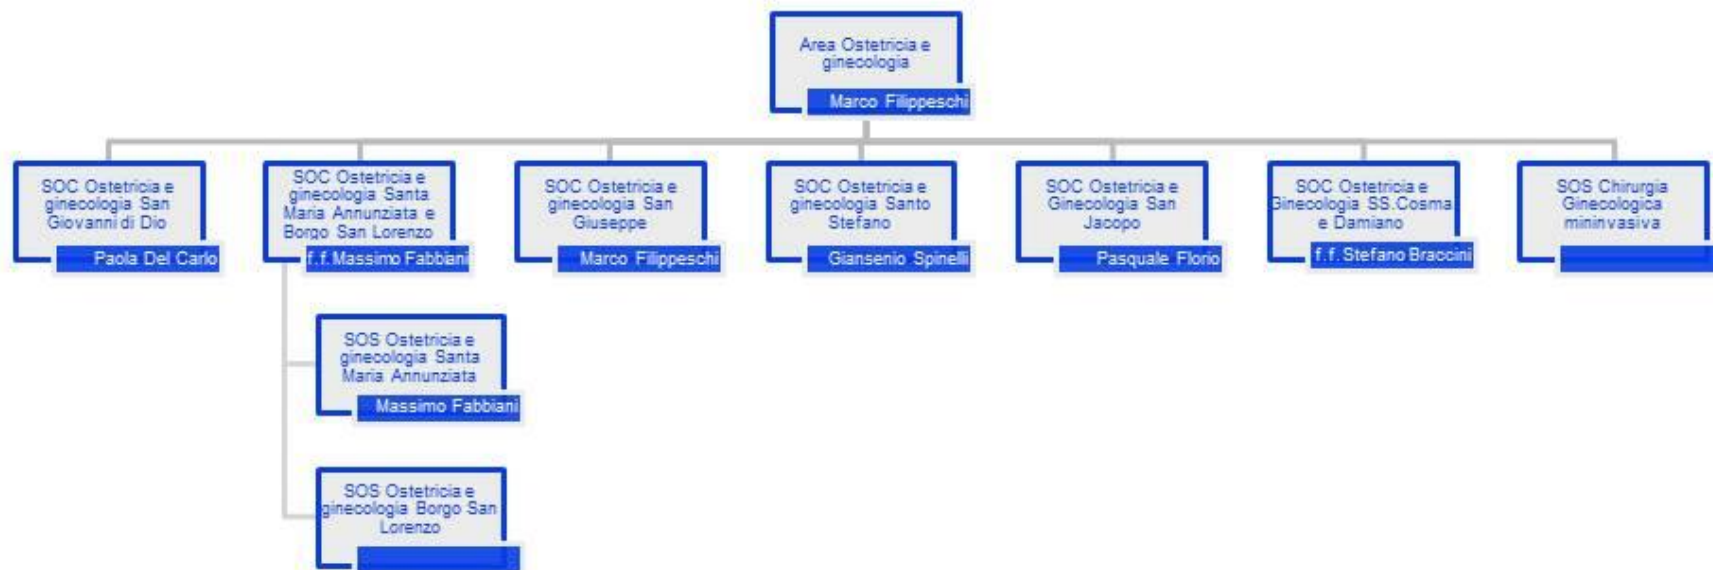 Area Ostetricia e
ginecologia
Marco Filippeschi
SOC Ostetricia e
ginecologia San
Giovanni di Dio
Paola Del Carlo
SOC Ostetricia e
ginecologia Santa
Maria Annunziata e
Borgo San Lorenzo
f.f. Massimo Fabbiani
SOC Ostetricia e
ginecologia San
Giuseppe
Marco Filippeschi
SOC Ostetricia e
ginecologia Santo
Stefano
Giansenio Spinelli
SOC Ostetricia e
Ginecologia San
Jacopo
Pasquale Florio
SOC Ostetricia e
Ginecologia SS.Cosma
e Damiano
f.f. Stefano Braccini
SOS Chirurgia
Ginecologica
mininvasiva
SOS Ostetricia e
ginecologia Santa
Maria Annunziata
Massimo Fabbiani
SOS Ostetricia e
ginecologia Borgo San
Lorenzo